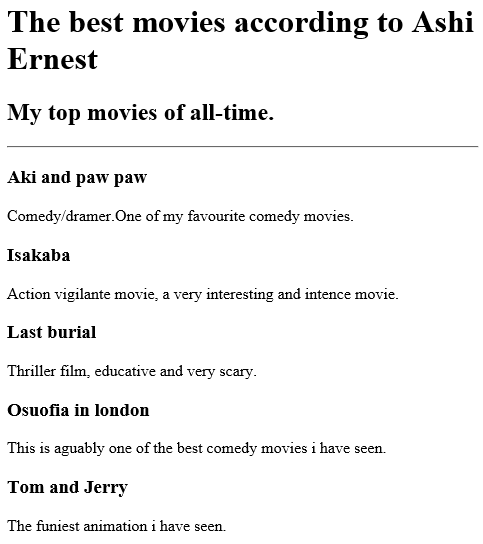 The best movies according to Ashi
Ernest
My top movies of all-time.
Aki and paw paw
Comedy/dramer.One of my favourite comedy movies.
Isakaba
Action vigilante movie, a very interesting and intence movie.
Last burial
Thriller film, educative and very scary.
Osuofia in london
This is aguably one of the best comedy movies i have seen.
Tom and Jerry
The funiest animation i have seen.